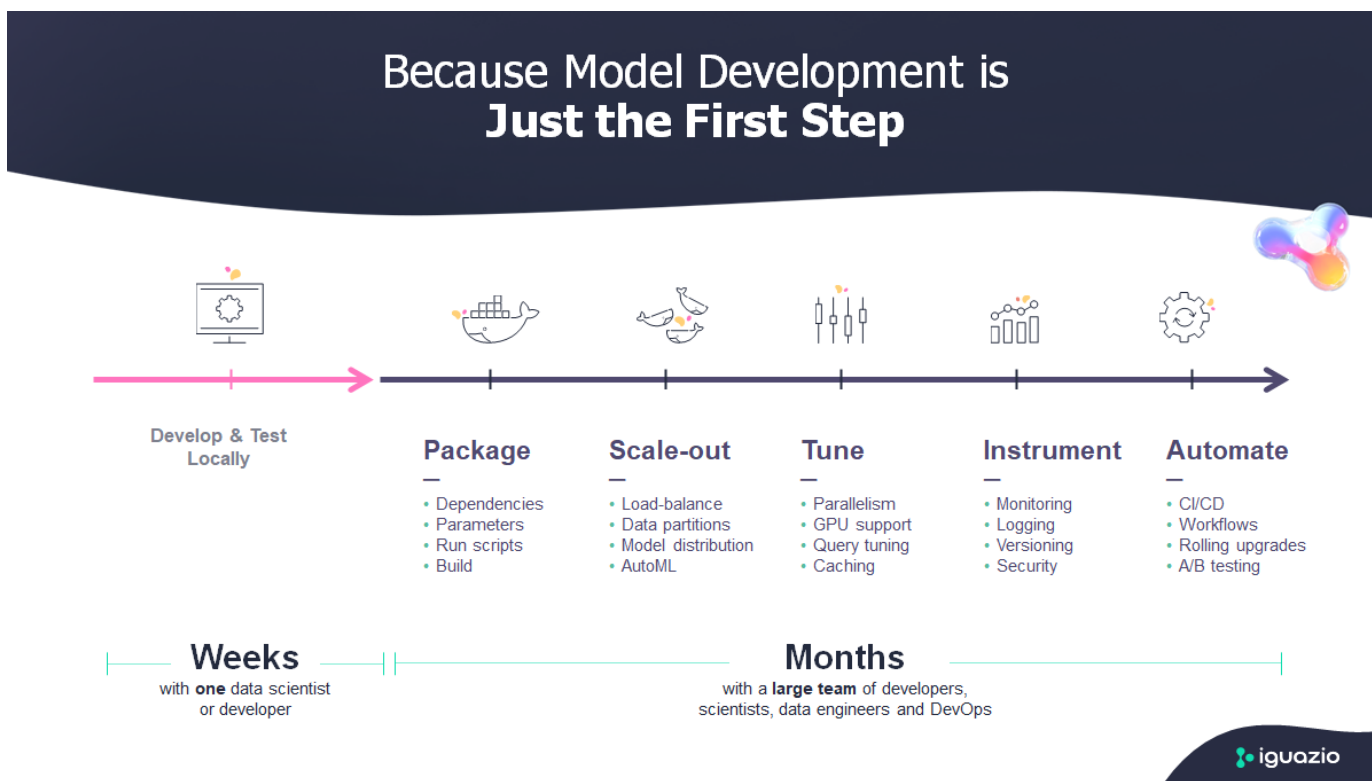 Because Model Development is
Just the First Step
Develop & Test
Locally
Package
Dependencies
Parameters
Run scripts
Build
Scale-out
Load-balance
Data partitions
Model distribution
AutoML
Tune
Parallelism
GPU support
Query tuning
Caching
Instrument
Monitoring
Logging
Versioning
Security
Automate
CI/CD
Workflows
Rolling upgrades
A/B testing
Weeks
with one data scientist
or developer
Months
with a large team of developers,
scientists, data engineers and DevOps
iguazio